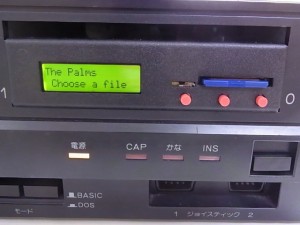 The Palms
Choose a file
1
0
電源
CAP
かな
INS
BASIC
DOS
モード
1 ジョイスティック 2